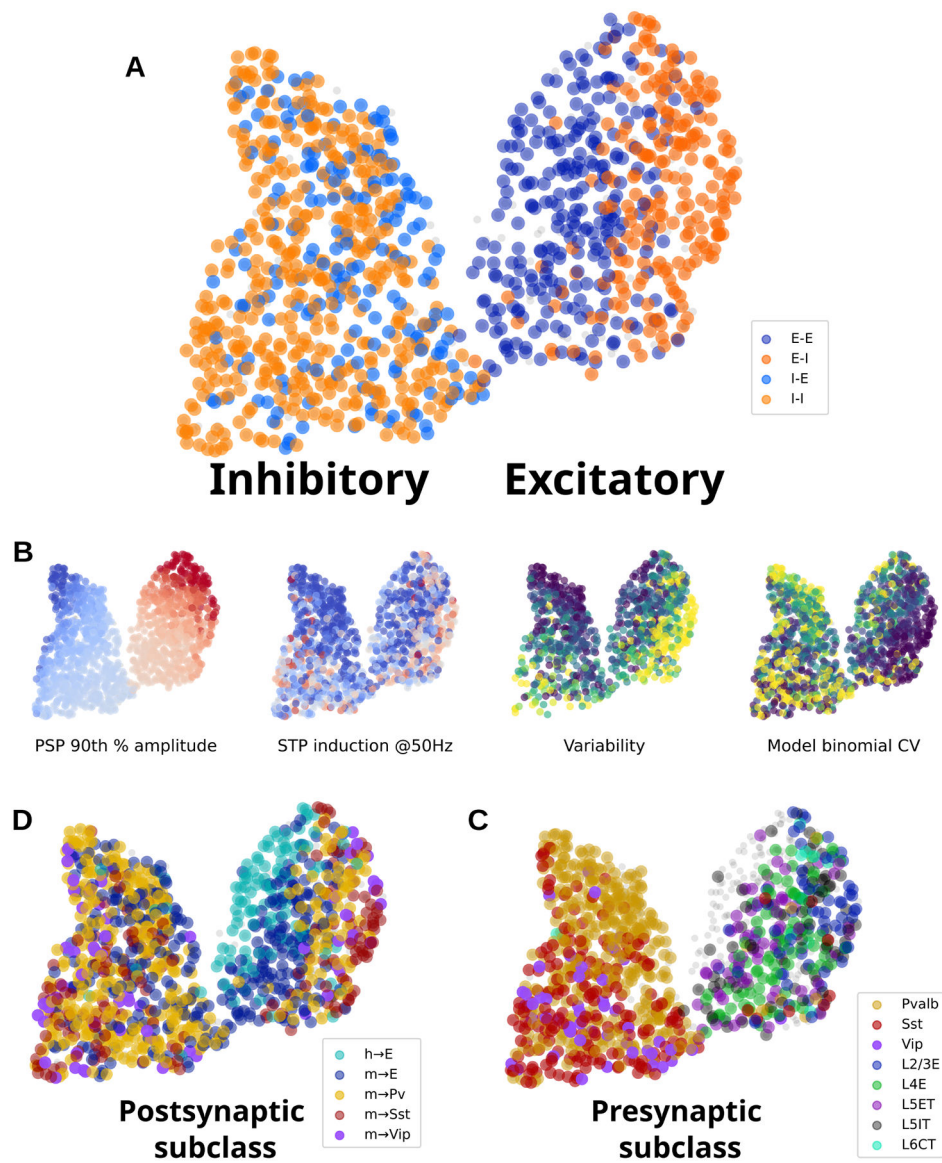 A
E-E
E-I
I-E
I-I
Inhibitory Excitatory
B
PSP 90th % amplitude
STP induction @50Hz
Variability
Model binomial CV
D
h→E
m→E
m→Pv
m→Sst
m→Vip
Postsynaptic
subclass
C
Pvalb
Sst
Vip
L2/3E
L4E
L5ET
L5IT
L6CT
Presynaptic
subclass